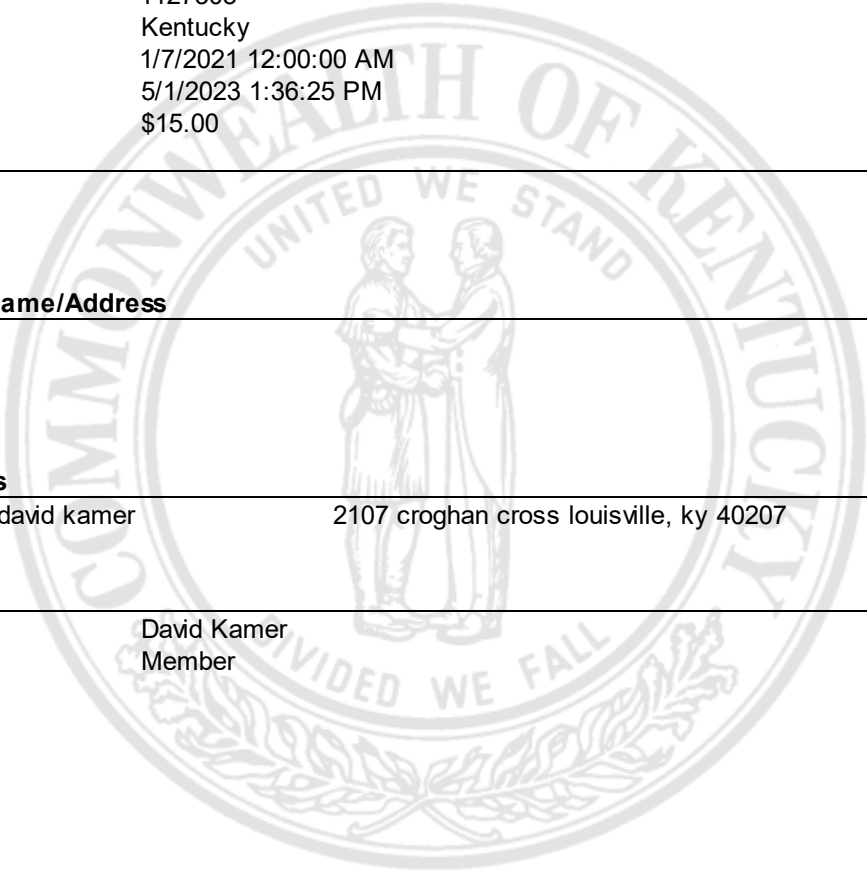 Kentucky
1/7/2021 12:00:00 AM
5/1/2023 1:36:25 PM
$15.00
COMMONWEALTH OF KENTUCKY
UNITED WE STAND
ame/Address
s
david kamer 2107 croghan cross louisville, ky 40207
David Kamer
Member
DIVIDED WE FALL